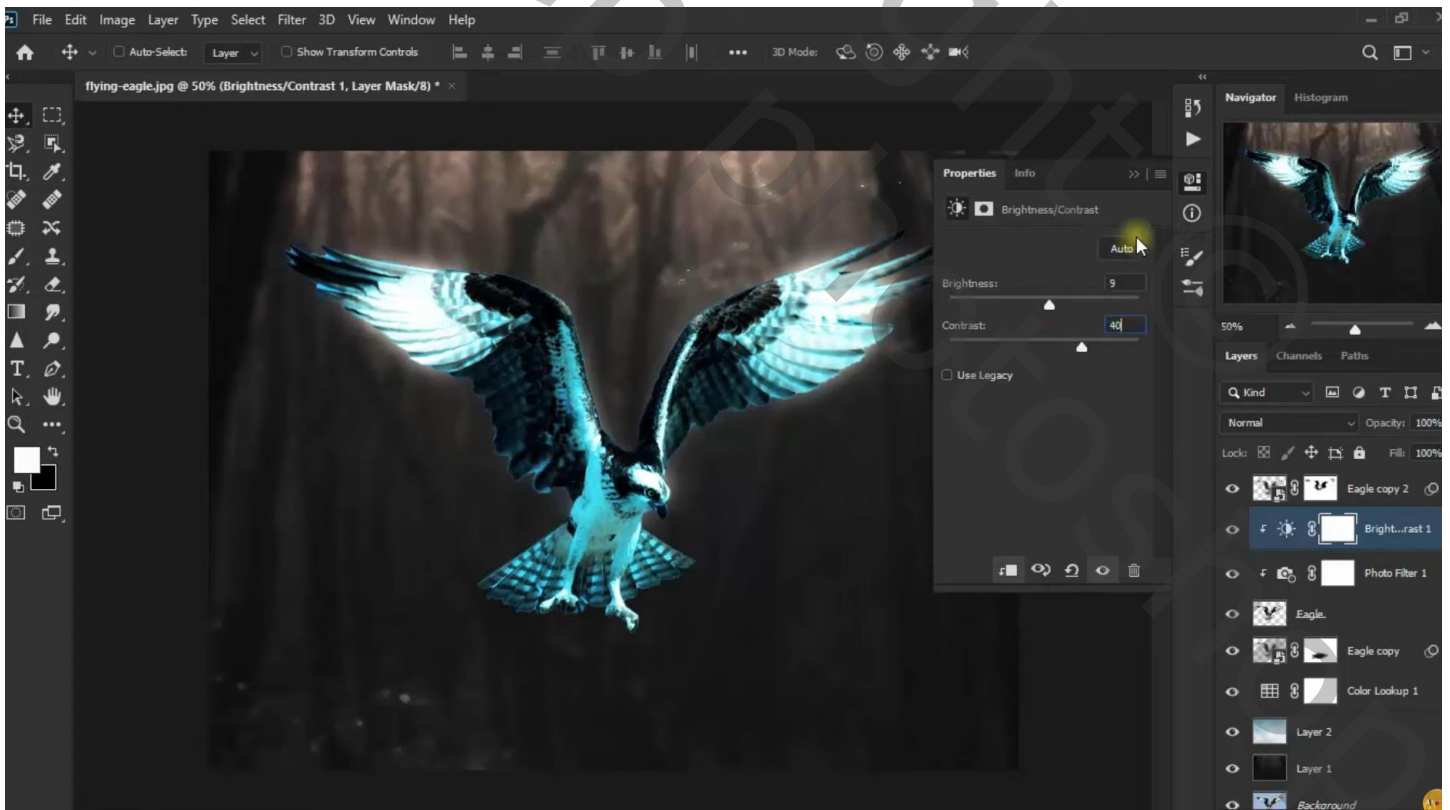 Ps File Edit Image Layer Type Select Filter 3D View Window Help
Auto-Select: Layer Show Transform Controls 3D Mode:
flying-eagle.jpg @ 50% (Brightness/Contrast 1, Layer Mask/8) * ×
Navigator Histogram
Properties Info
Brightness/Contrast
Auto
Brightness: 9
Contrast: 40
Use Legacy
50%
Layers Channels Paths
Kind
Normal Opacity: 100%
Lock: Fill: 100%
Eagle copy 2
Bright...rast 1
Photo Filter 1
Eagle
Eagle copy
Color Lookup 1
Layer 2
Layer 1
Background